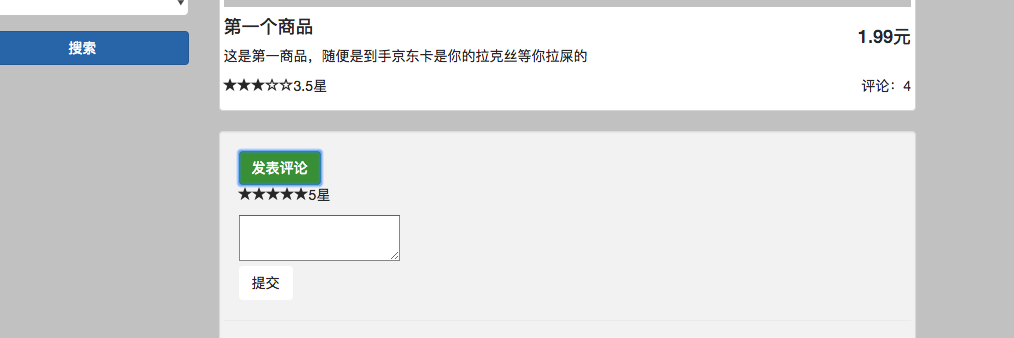 搜索
第一个商品
1.99元
这是第一商品，随便是到手京东卡是你的拉克丝等你拉屎的
★★★☆☆3.5星
评论：4
发表评论
★★★★★5星
提交